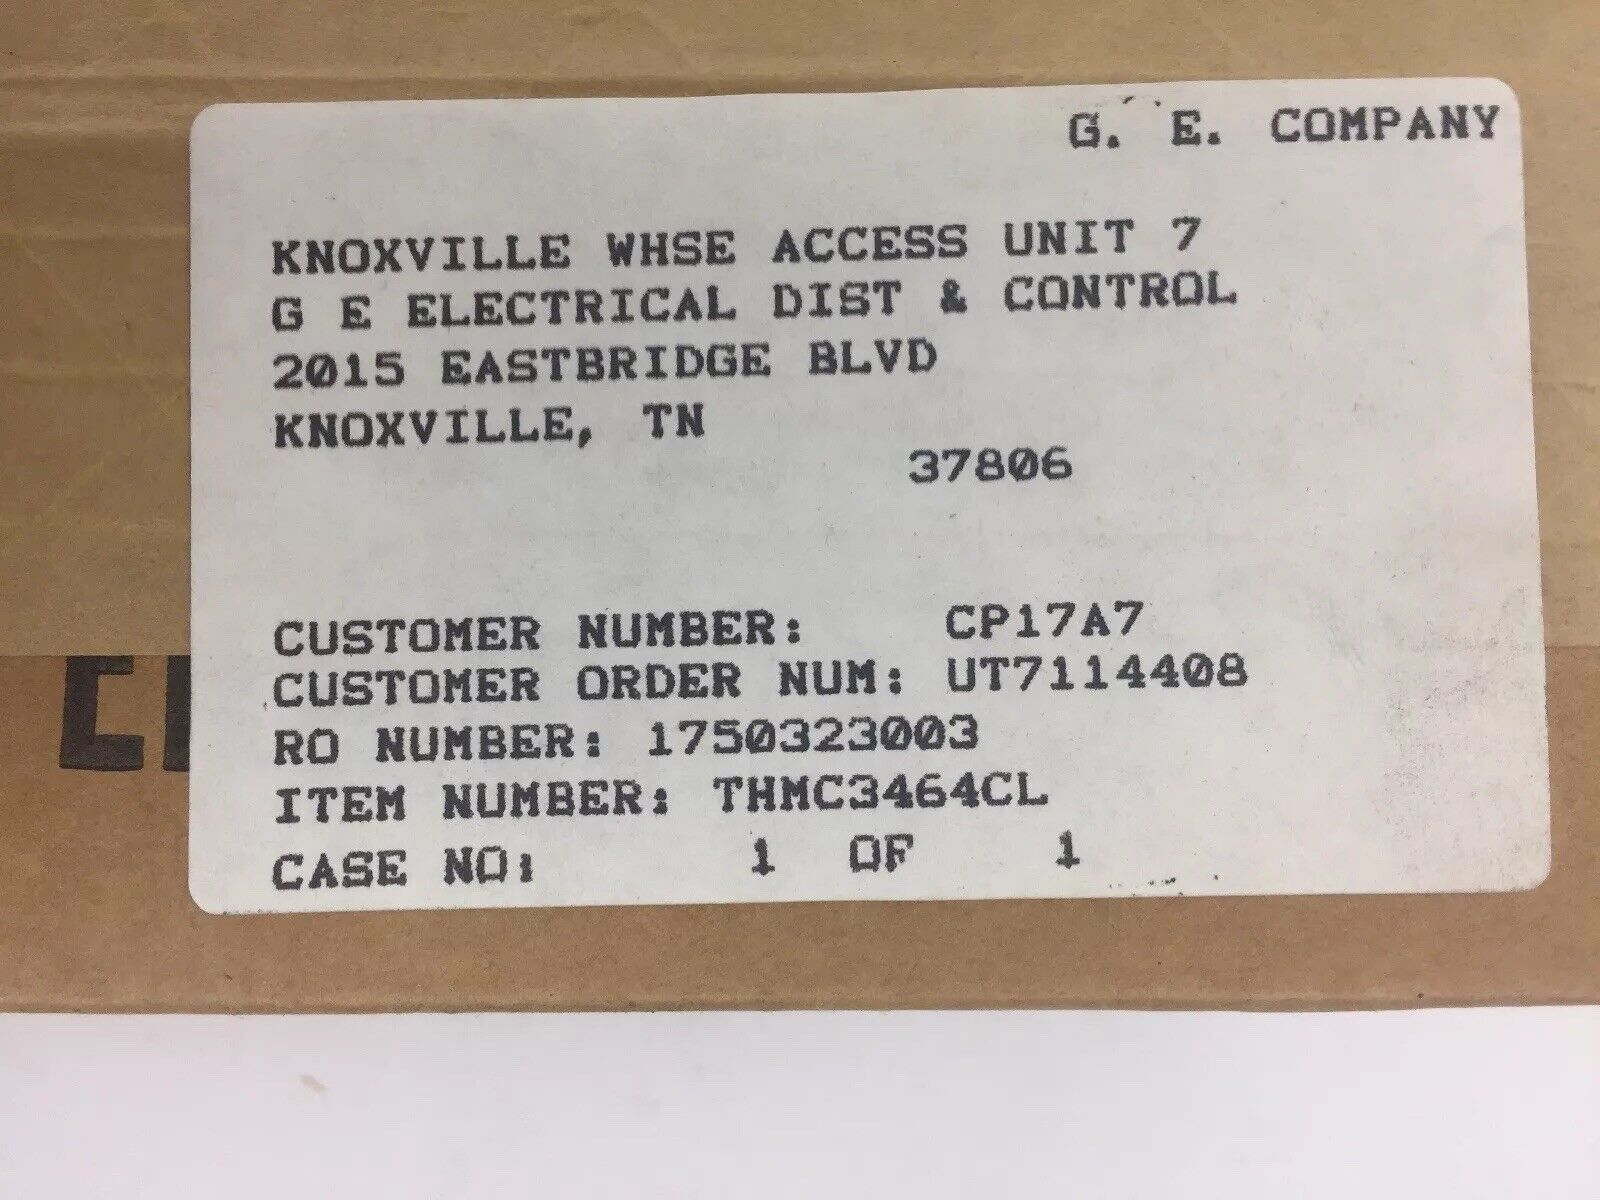 G. E. COMPANY
KNOXVILLE WHSE ACCESS UNIT 7
G E ELECTRICAL DIST & CONTROL
2015 EASTBRIDGE BLVD
KNOXVILLE, TN
37806
CUSTOMER NUMBER: CP17A7
CUSTOMER ORDER NUM: UT7114408
RO NUMBER: 1750323003
ITEM NUMBER: THMC3464CL
CASE NO: 1 OF 1